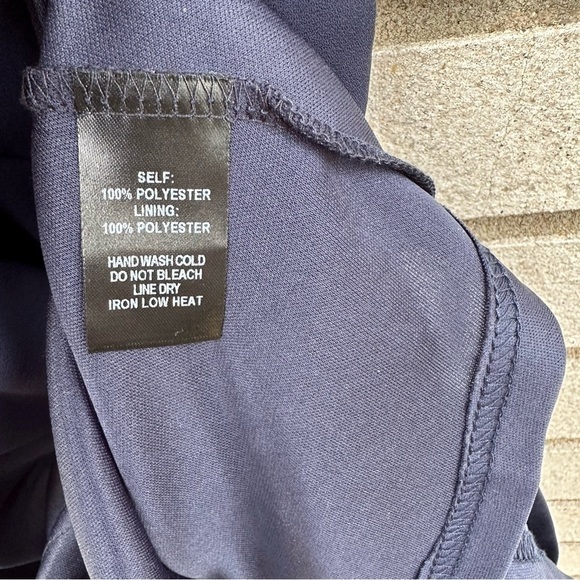 SELF:
100% POLYESTER
LINING:
100% POLYESTER
HAND WASH COLD
DO NOT BLEACH
LINE DRY
IRON LOW HEAT